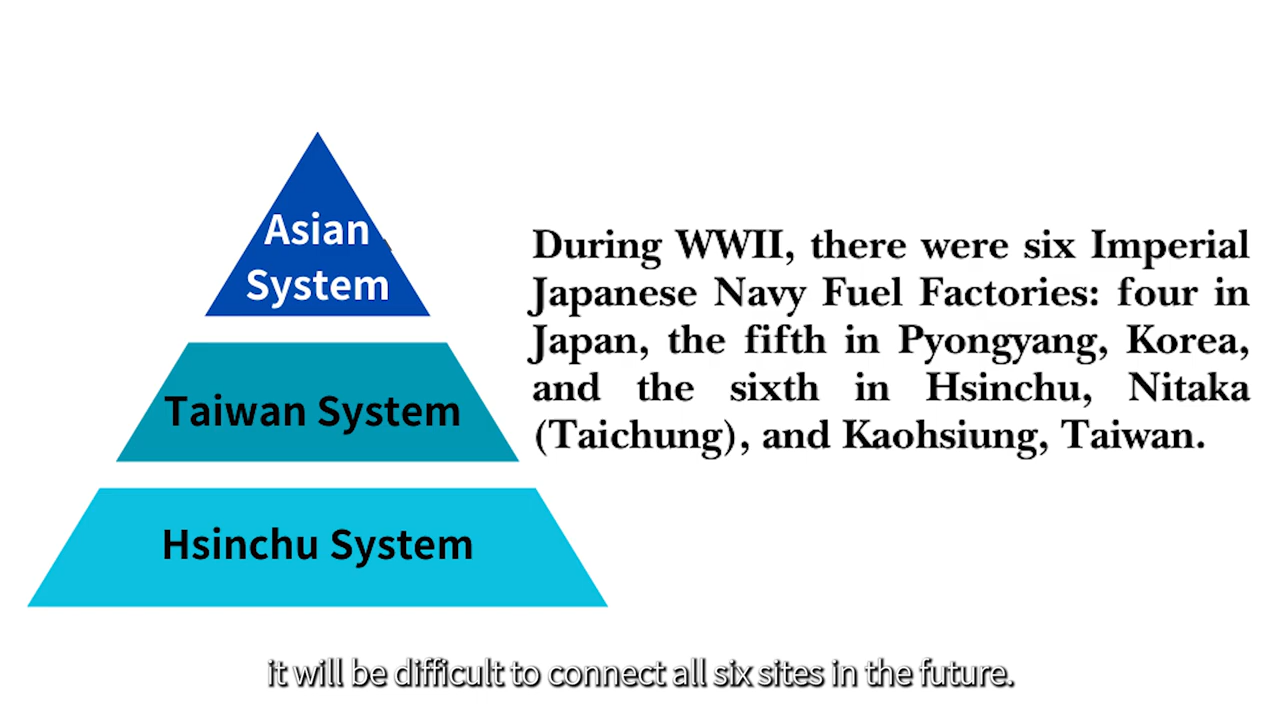 Asian
System
Taiwan System
Hsinchu System
During WWII, there were six Imperial
Japanese Navy Fuel Factories: four in
Japan, the fifth in Pyongyang, Korea,
and the sixth in Hsinchu, Nitaka
(Taichung), and Kaohsiung, Taiwan.
it will be difficult to connect all six sites in the future.